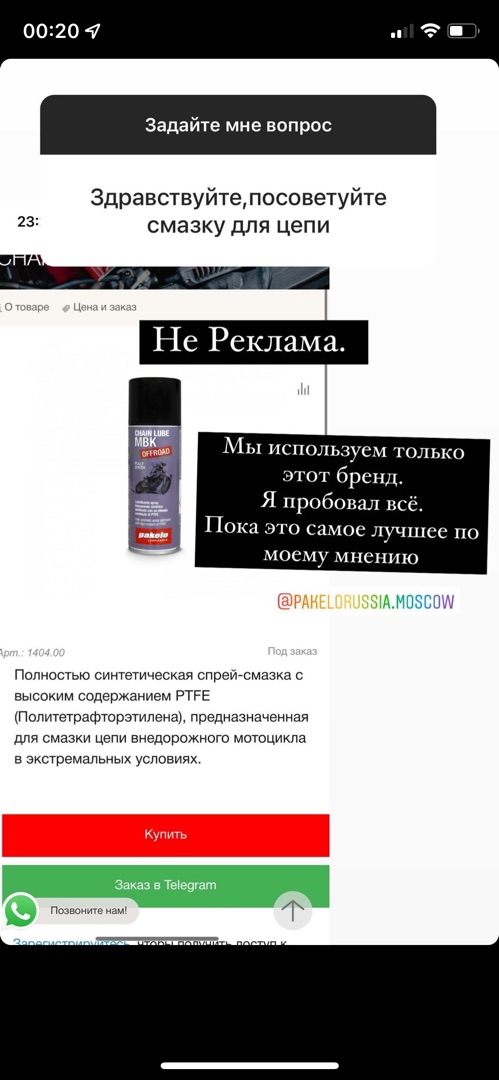 00:20
Задайте мне вопрос
Здравствуйте,посоветуйте
смазку для цепи
23:
О товаре Цена и заказ
Не Реклама.
CHAIN LUBE
MBK
OFFROAD
pakelo
Мы используем только
этот бренд.
Я пробовал всё.
Пока это самое лучшее по
моему мнению
@PAKELORUSSIA.MOSCOW
Арт.: 1404.00 Под заказ
Полностью синтетическая спрей-смазка с
высоким содержанием PTFE
(Политетрафторэтилена), предназначенная
для смазки цепи внедорожного мотоцикла
в экстремальных условиях.
Купить
Заказ в Telegram
Позвоните нам!
Зарегистрируйтесь, чтобы получить доступ к